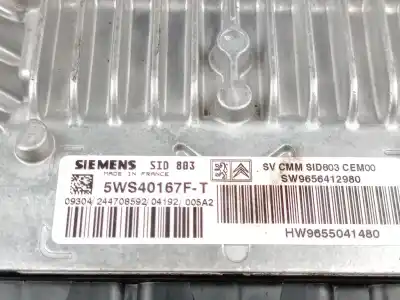 SIEMENS SID 803
MADE IN FRANCE
5WS40167F-T
09304 244708592 04192 005A2
SV CMM SID803 CEM00
SW9656412980
HW9655041480